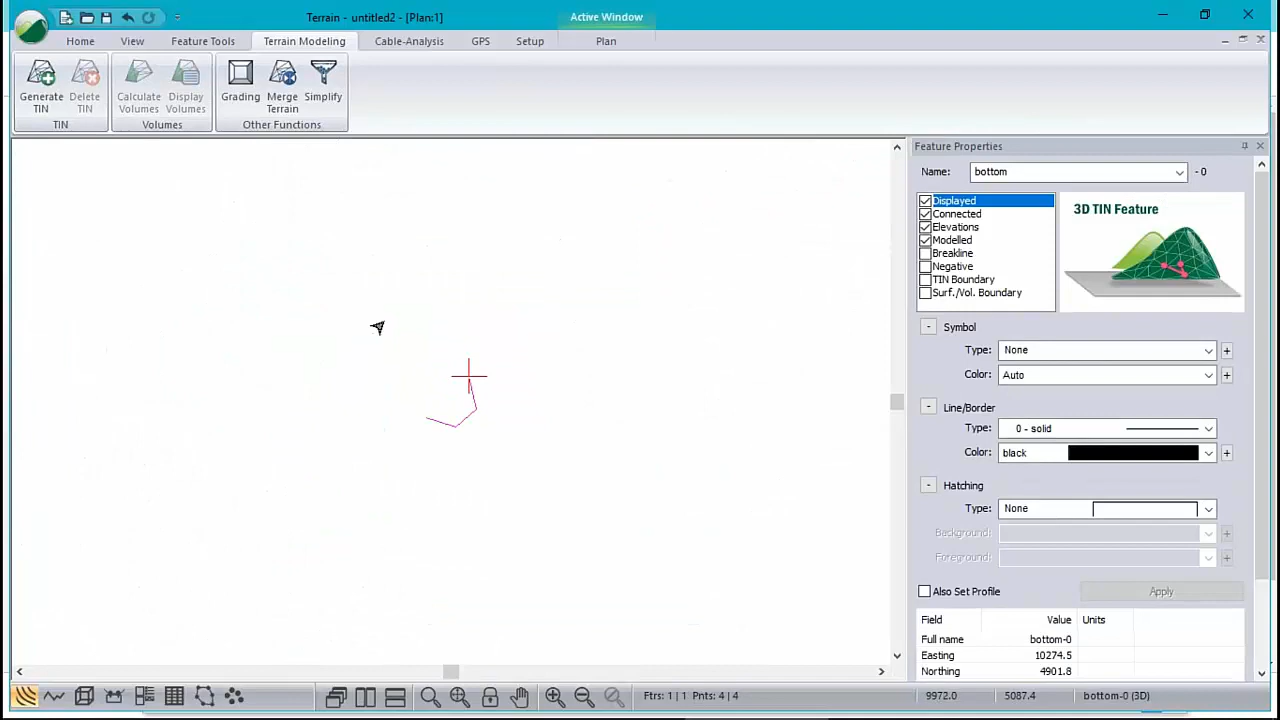 Terrain - untitled2 - [Plan:1]
Active Window
Home
View
Feature Tools
Terrain Modeling
Cable-Analysis
GPS
Setup
Plan
Generate TIN
Delete TIN
Calculate Volumes
Display Volumes
Grading
Merge Terrain
Simplify
TIN
Volumes
Other Functions
Feature Properties
Name: bottom - 0
Displayed
Connected
Elevations
Modelled
Breakline
Negative
TIN Boundary
Surf./Vol. Boundary
3D TIN Feature
- Symbol
Type: None +
Color: Auto +
- Line/Border
Type: 0 - solid
Color: black +
- Hatching
Type: None
Background: +
Foreground: +
Also Set Profile
Apply
Field Value Units
Full name bottom-0
Easting 10274.5
Northing 4901.8
Ftrs: 1 | 1 Pnts: 4 | 4
9972.0
5087.4
bottom-0 (3D)